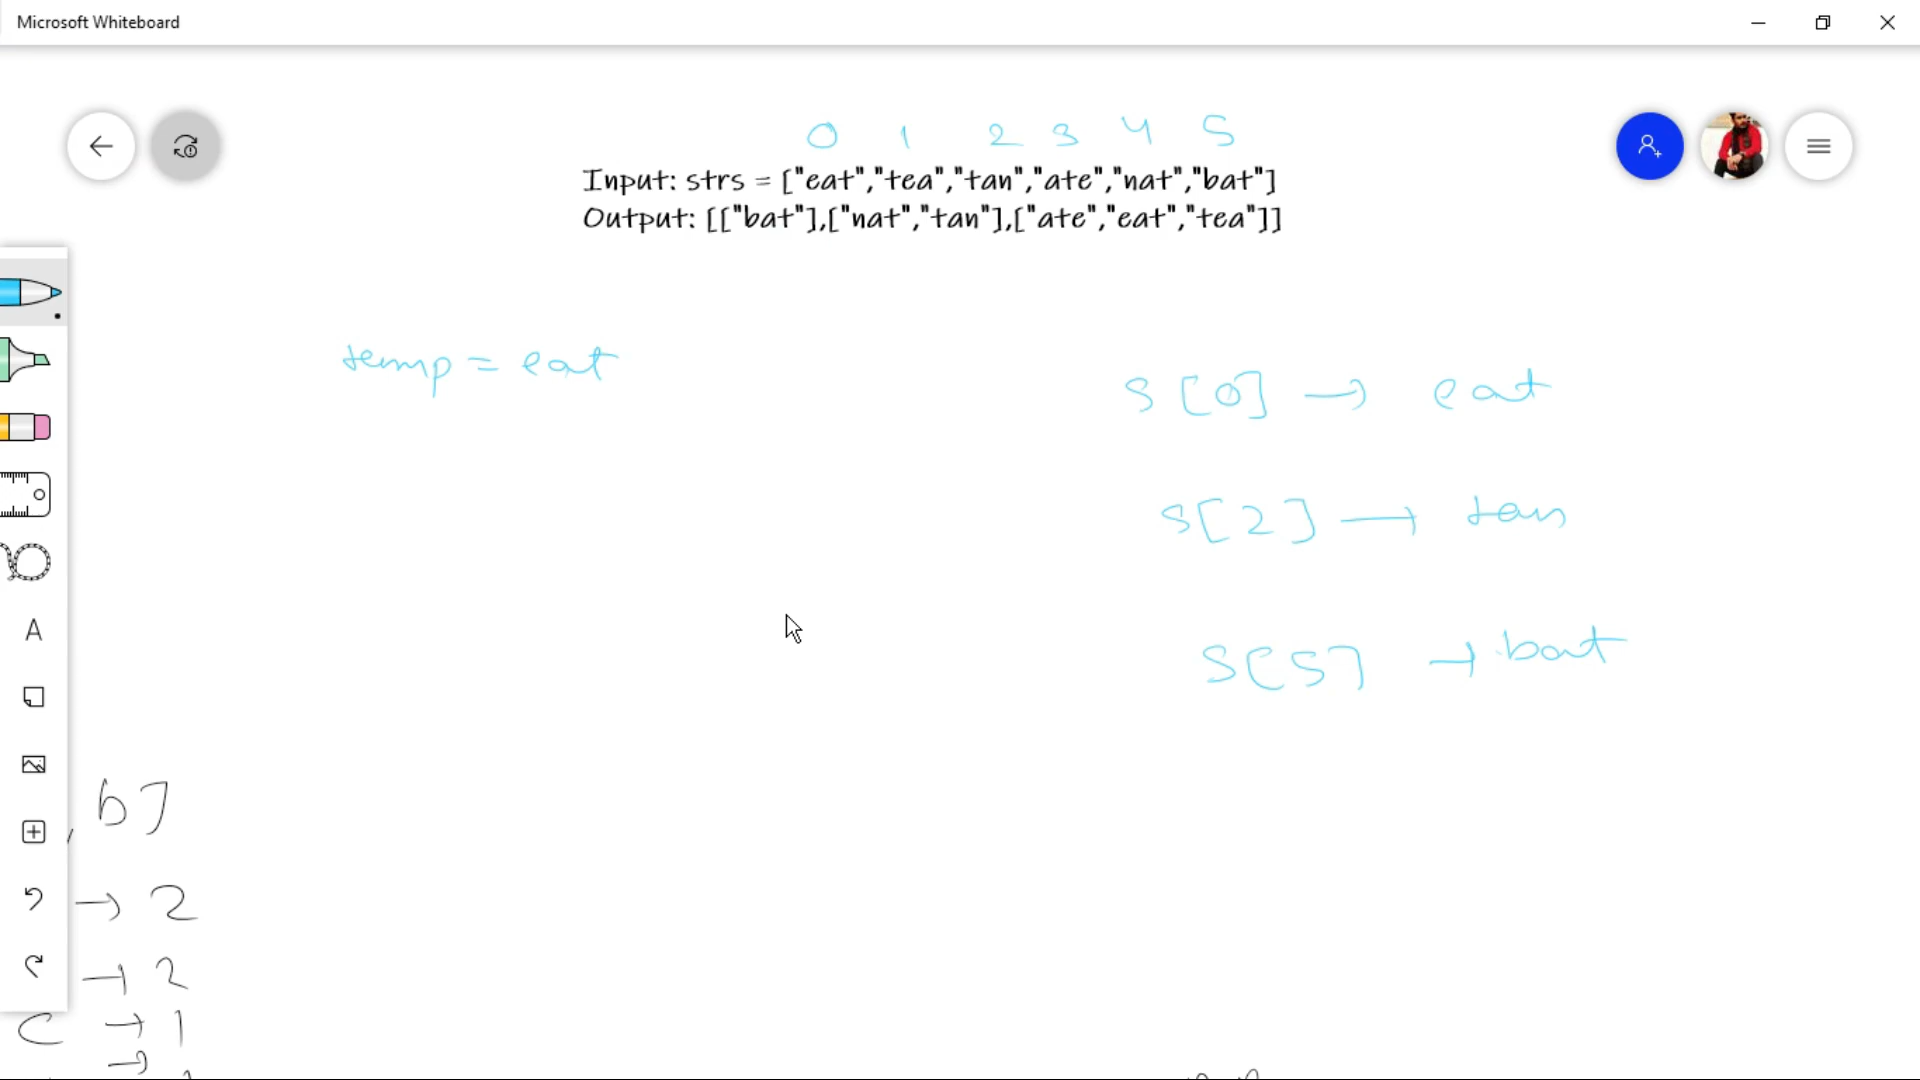 Microsoft Whiteboard
0 1 2 3 4 5
Input: strs = ["eat","tea","tan","ate","nat","bat"]
Output: [["bat"],["nat","tan"],["ate","eat","tea"]]
temp = eat
S[0] → eat
S[2] → tan
S[5] → bat
A
, b]
→ 2
→ 2
C → 1
→